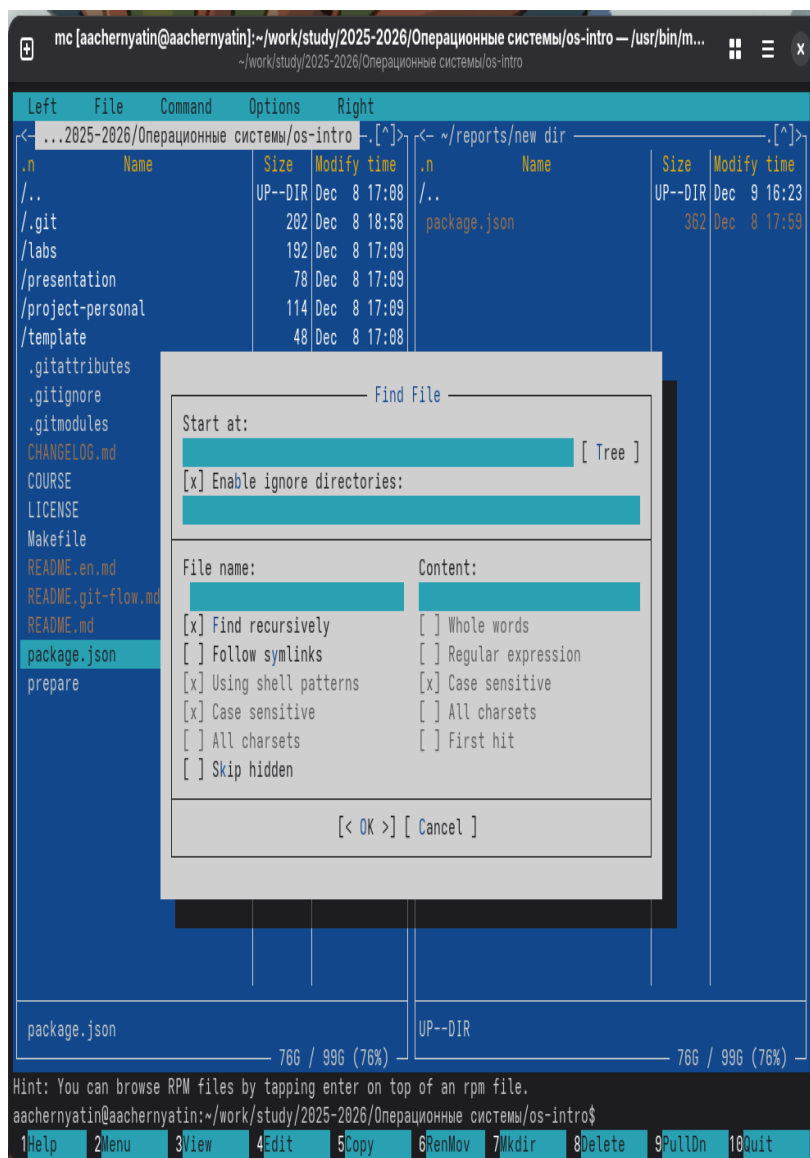 mc [aachernyatin@aachernyatin]:~/work/study/2025-2026/Операционные системы/os-intro — /usr/bin/m...
~/work/study/2025-2026/Операционные системы/os-intro
Left File Command Options Right
<- ...2025-2026/Операционные системы/os-intro -.[^]> <- ~/reports/new dir .[^]>
.n Name Size Modify time .n Name Size Modify time
/.. UP--DIR Dec 8 17:08 /.. UP--DIR Dec 9 16:23
/.git 202 Dec 8 18:58 package.json 362 Dec 8 17:59
/labs 192 Dec 8 17:09
/presentation 78 Dec 8 17:09
/project-personal 114 Dec 8 17:09
/template 48 Dec 8 17:08
.gitattributes
.gitignore Find File
.gitmodules Start at:
CHANGELOG.md [ Tree ]
COURSE [x] Enable ignore directories:
LICENSE
Makefile
README.en.md File name: Content:
README.git-flow.md
README.md [x] Find recursively [ ] Whole words
package.json [ ] Follow symlinks [ ] Regular expression
prepare [x] Using shell patterns [x] Case sensitive
[x] Case sensitive [ ] All charsets
[ ] All charsets [ ] First hit
[ ] Skip hidden
[< OK >] [ Cancel ]
package.json UP--DIR
76G / 99G (76%) 76G / 99G (76%)
Hint: You can browse RPM files by tapping enter on top of an rpm file.
aachernyatin@aachernyatin:~/work/study/2025-2026/Операционные системы/os-intro$
1Help 2Menu 3View 4Edit 5Copy 6RenMov 7Mkdir 8Delete 9PullDn 10Quit